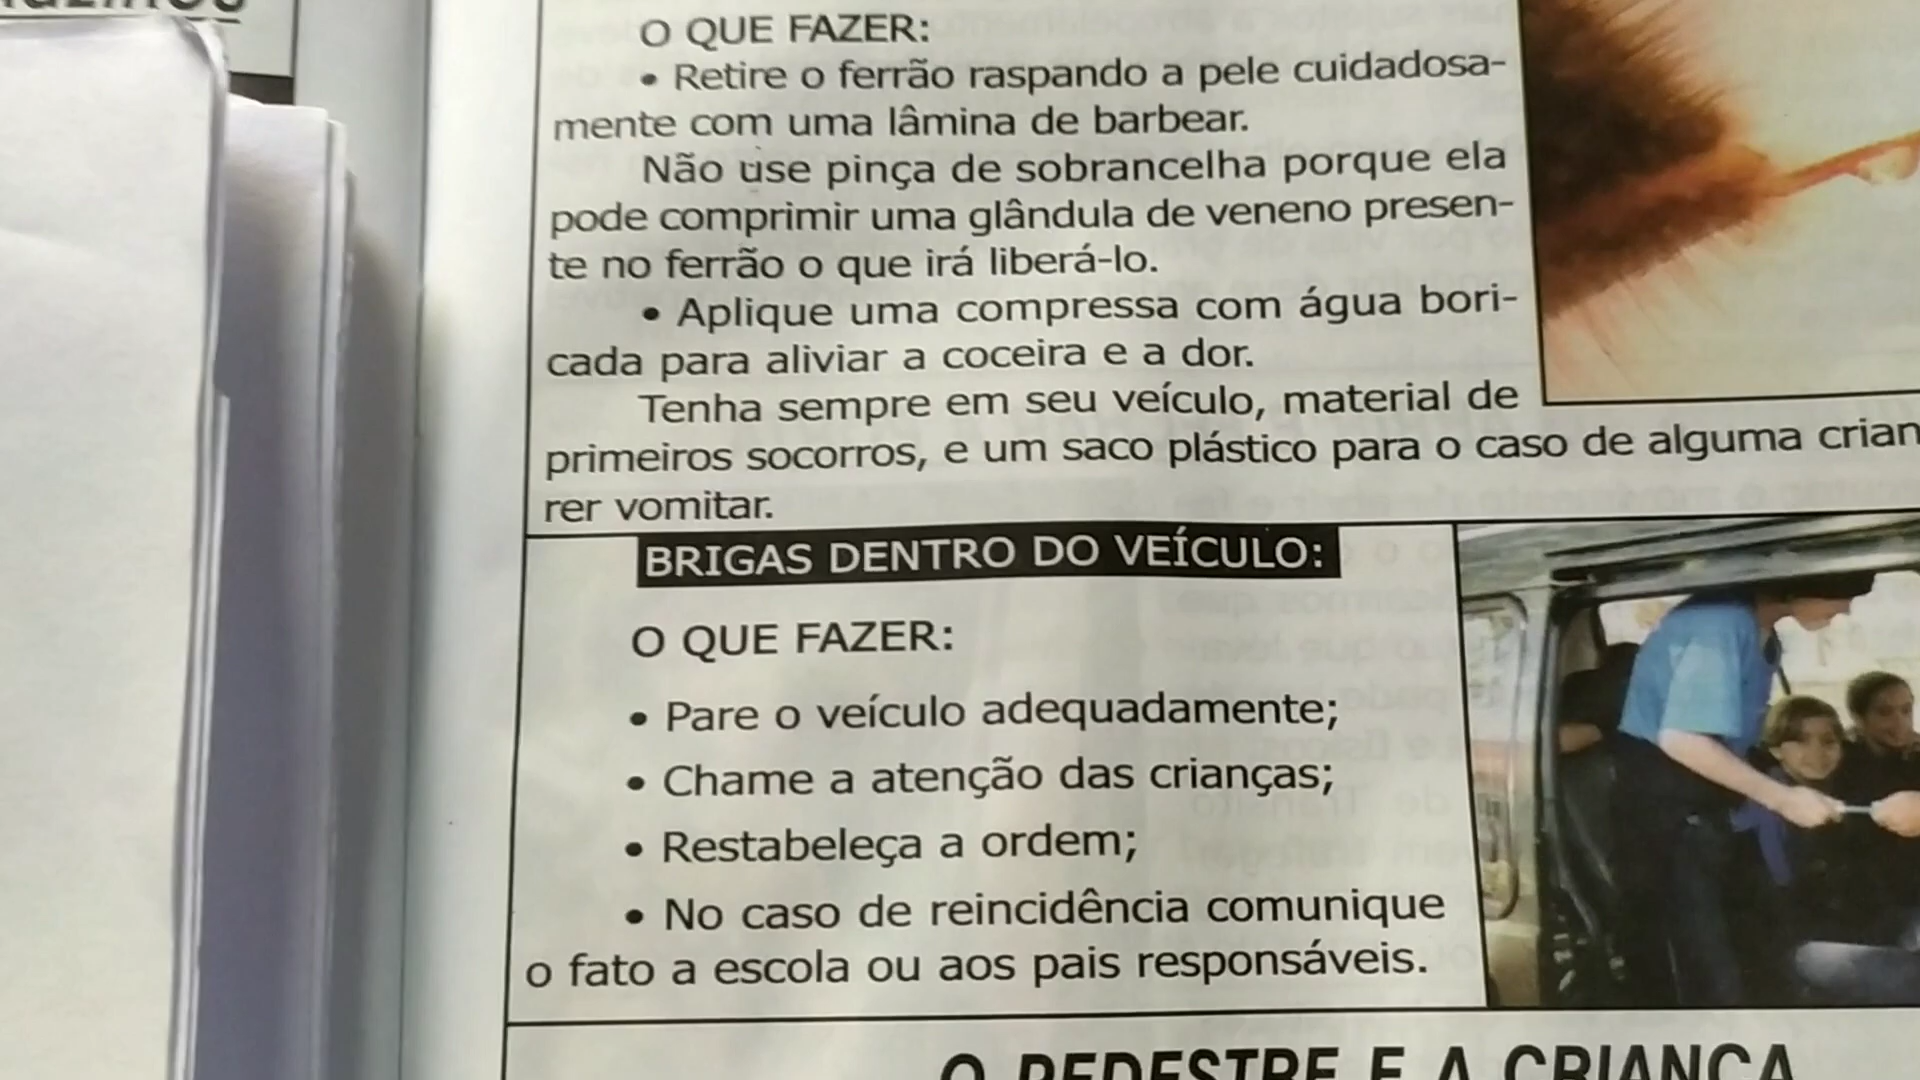 O QUE FAZER:
• Retire o ferrão raspando a pele cuidadosa-
mente com uma lâmina de barbear.
Não use pinça de sobrancelha porque ela
pode comprimir uma glândula de veneno presen-
te no ferrão o que irá liberá-lo.
• Aplique uma compressa com água bori-
cada para aliviar a coceira e a dor.
Tenha sempre em seu veículo, material de
primeiros socorros, e um saco plástico para o caso de alguma crian
rer vomitar.
BRIGAS DENTRO DO VEÍCULO:
O QUE FAZER:
• Pare o veículo adequadamente;
• Chame a atenção das crianças;
• Restabeleça a ordem;
• No caso de reincidência comunique
o fato a escola ou aos pais responsáveis.
O PEDESTRE E A CRIANÇA